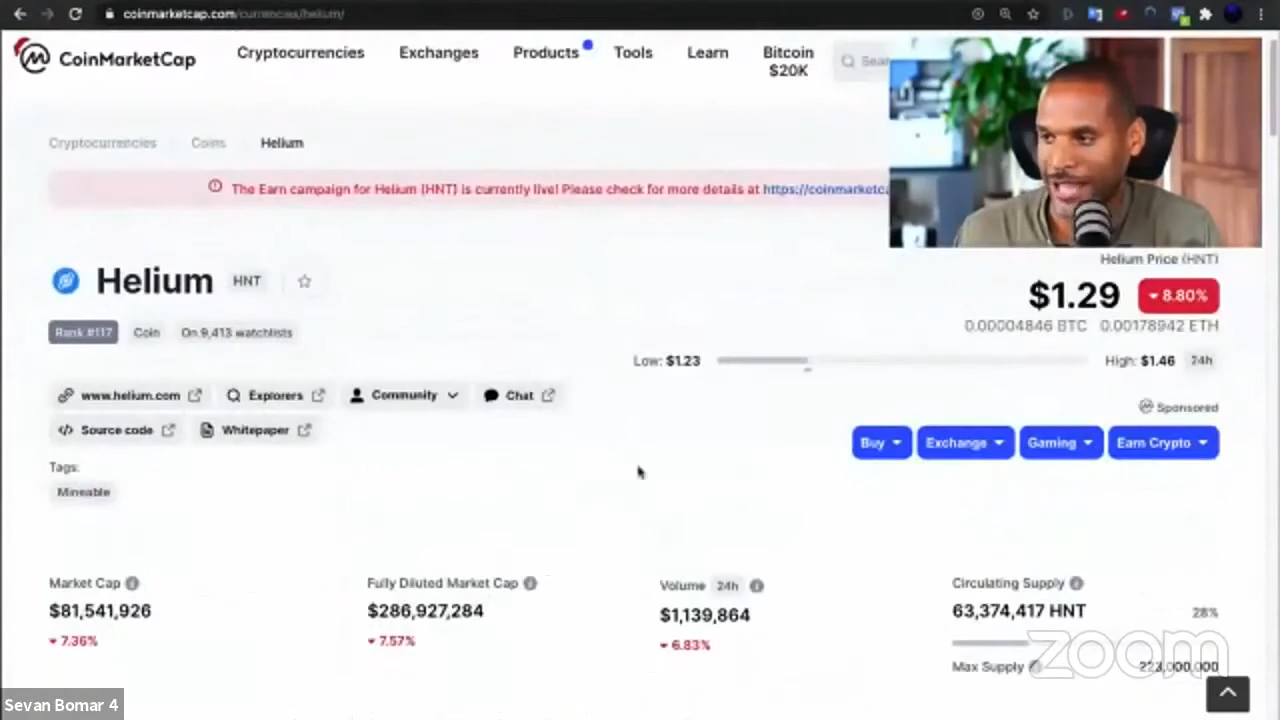 coinmarketcap.com/currencies/helium/
CoinMarketCap
Cryptocurrencies Exchanges Products Tools Learn Bitcoin $20K
Cryptocurrencies Coins Helium
The Earn campaign for Helium (HNT) is currently live! Please check for more details at https://coinmarketca
Helium HNT
Helium Price (HNT)
$1.29 8.80%
0.00004846 BTC 0.00178942 ETH
Rank #117 Coin On 9,413 watchlists
Low: $1.23 High: $1.46 24h
www.helium.com Explorers Community Chat
Sponsored
Source code Whitepaper
Buy Exchange Gaming Earn Crypto
Tags:
Mineable
Market Cap Fully Diluted Market Cap Volume 24h Circulating Supply
$81,541,926 $286,927,284 $1,139,864 63,374,417 HNT 28%
7.36% 7.57% 6.83%
zoom
Max Supply 223,000,000
Sevan Bomar 4